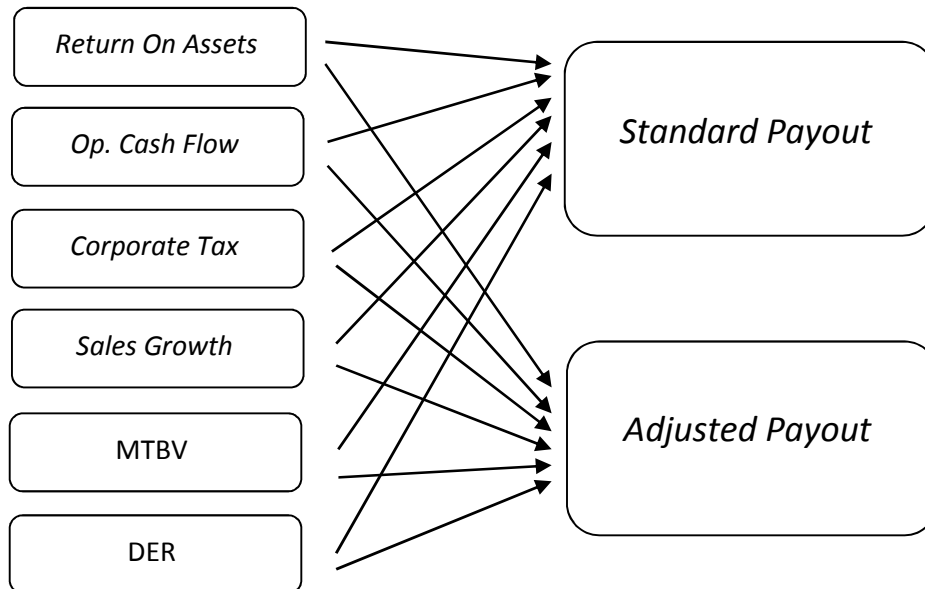 Return On Assets
Op. Cash Flow
Corporate Tax
Sales Growth
MTBV
DER
Standard Payout
Adjusted Payout